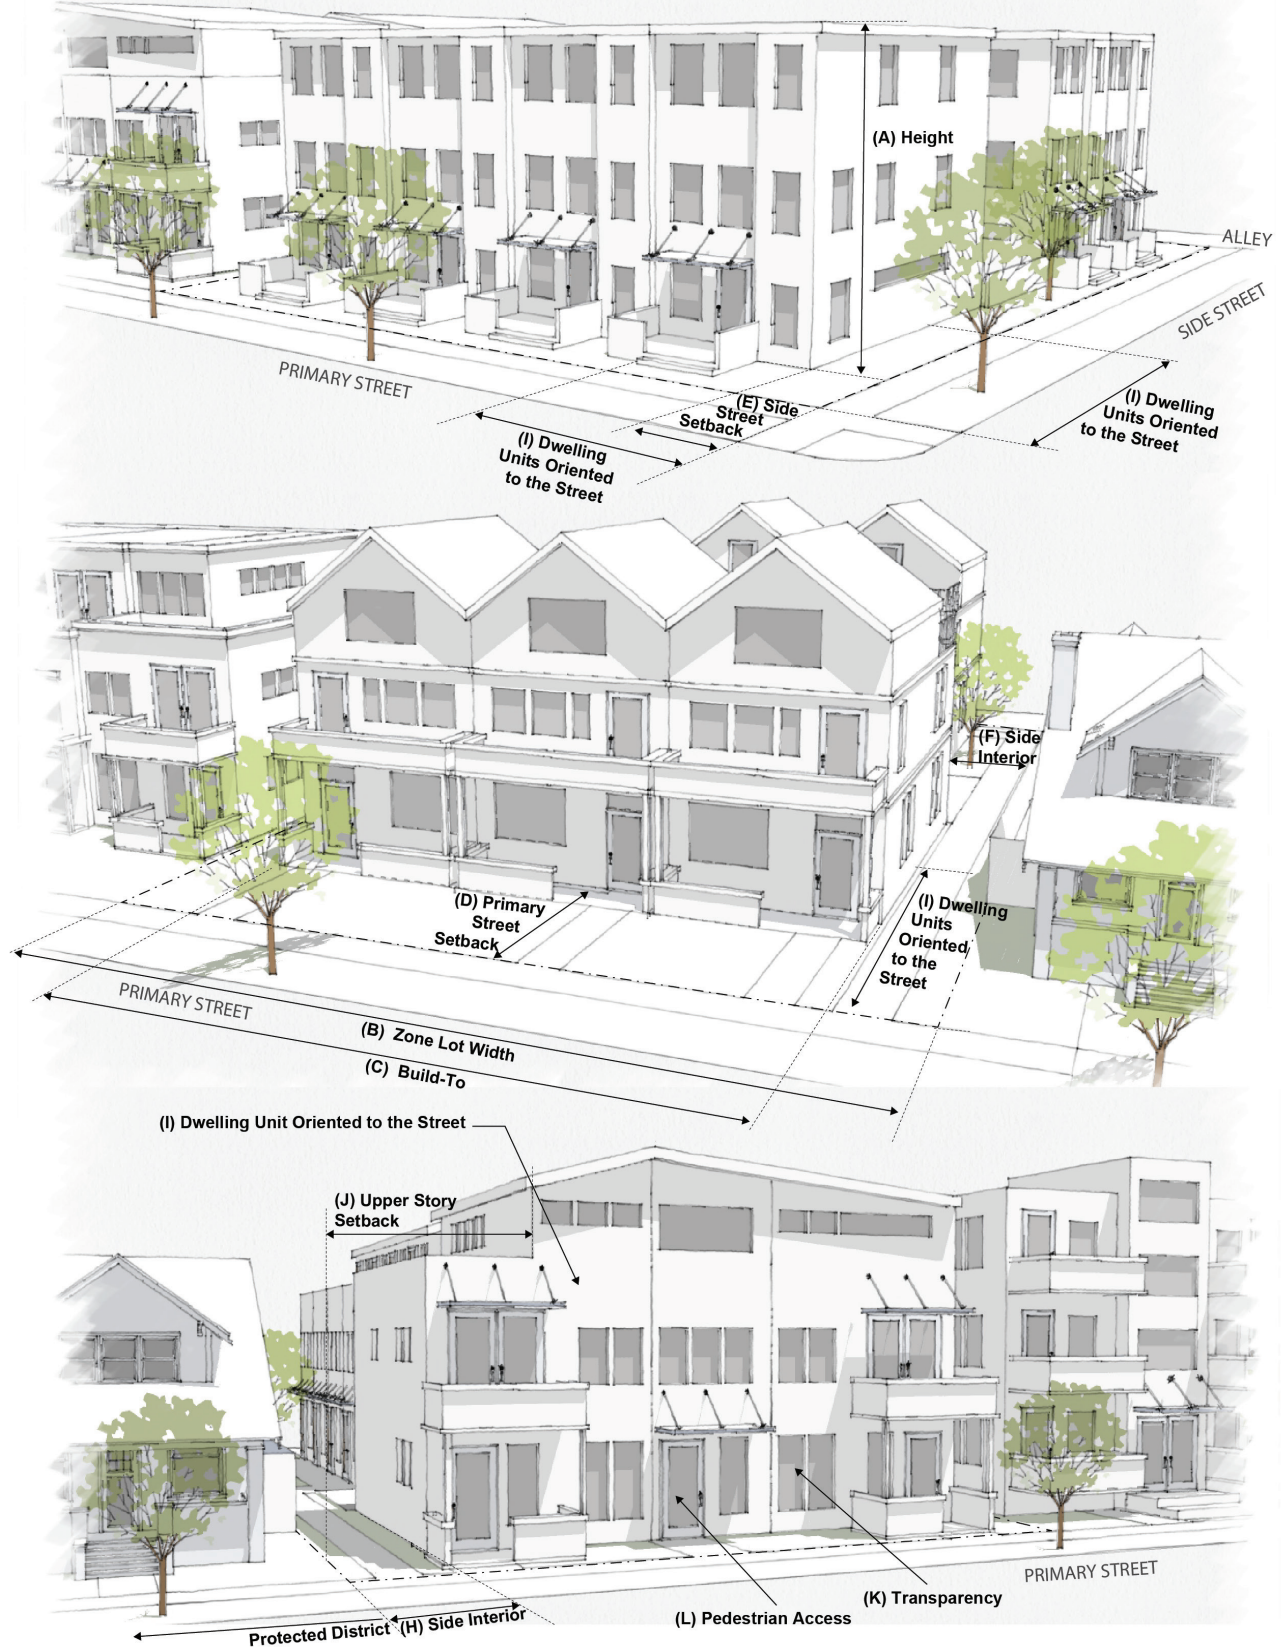 (A) Height
ALLEY
SIDE STREET
PRIMARY STREET
(E) Side
Street
Setback
(I) Dwelling
Units Oriented
to the Street
(I) Dwelling
Units Oriented
to the Street
(F) Side
Interior
(D) Primary
Street
Setback
(I) Dwelling
Units
Oriented
to the
Street
PRIMARY STREET
(B) Zone Lot Width
(C) Build-To
(I) Dwelling Unit Oriented to the Street
(J) Upper Story
Setback
PRIMARY STREET
(K) Transparency
(L) Pedestrian Access
Protected District
(H) Side Interior